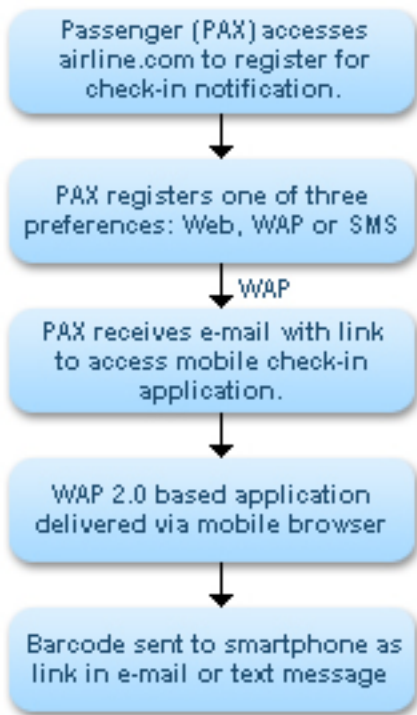 Passenger (PAX) accesses
airline.com to register for
check-in notification.
PAX registers one of three
preferences: Web, WAP or SMS
WAP
PAX receives e-mail with link
to access mobile check-in
application.
WAP 2.0 based application
delivered via mobile browser
Barcode sent to smartphone as
link in e-mail or text message